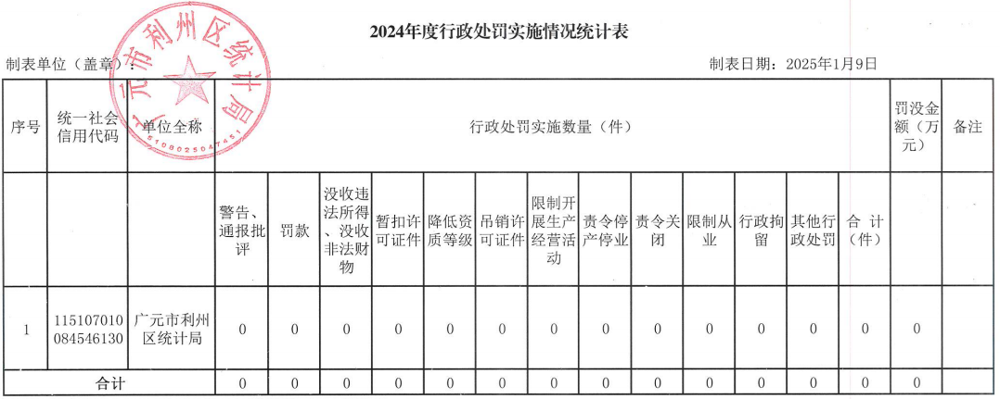 2024年度行政处罚实施情况统计表
制表单位（盖章）：
制表日期：2025年1月9日
广元市利州区统计局
5108025047451
序号
统一社会
信用代码
单位全称
行政处罚实施数量（件）
罚没金
额（万
元）
备注
警告、
通报批
评
罚款
没收违
法所得
、没收
非法财
物
暂扣许
可证件
降低资
质等级
吊销许
可证件
限制开
展生产
经营活
动
责令停
产停业
责令关
闭
限制从
业
行政拘
留
其他行
政处罚
合 计
（件）
1
115107010
084546130
广元市利州
区统计局
0 0 0 0 0 0 0 0 0 0 0 0 0 0
合计
0 0 0 0 0 0 0 0 0 0 0 0 0 0